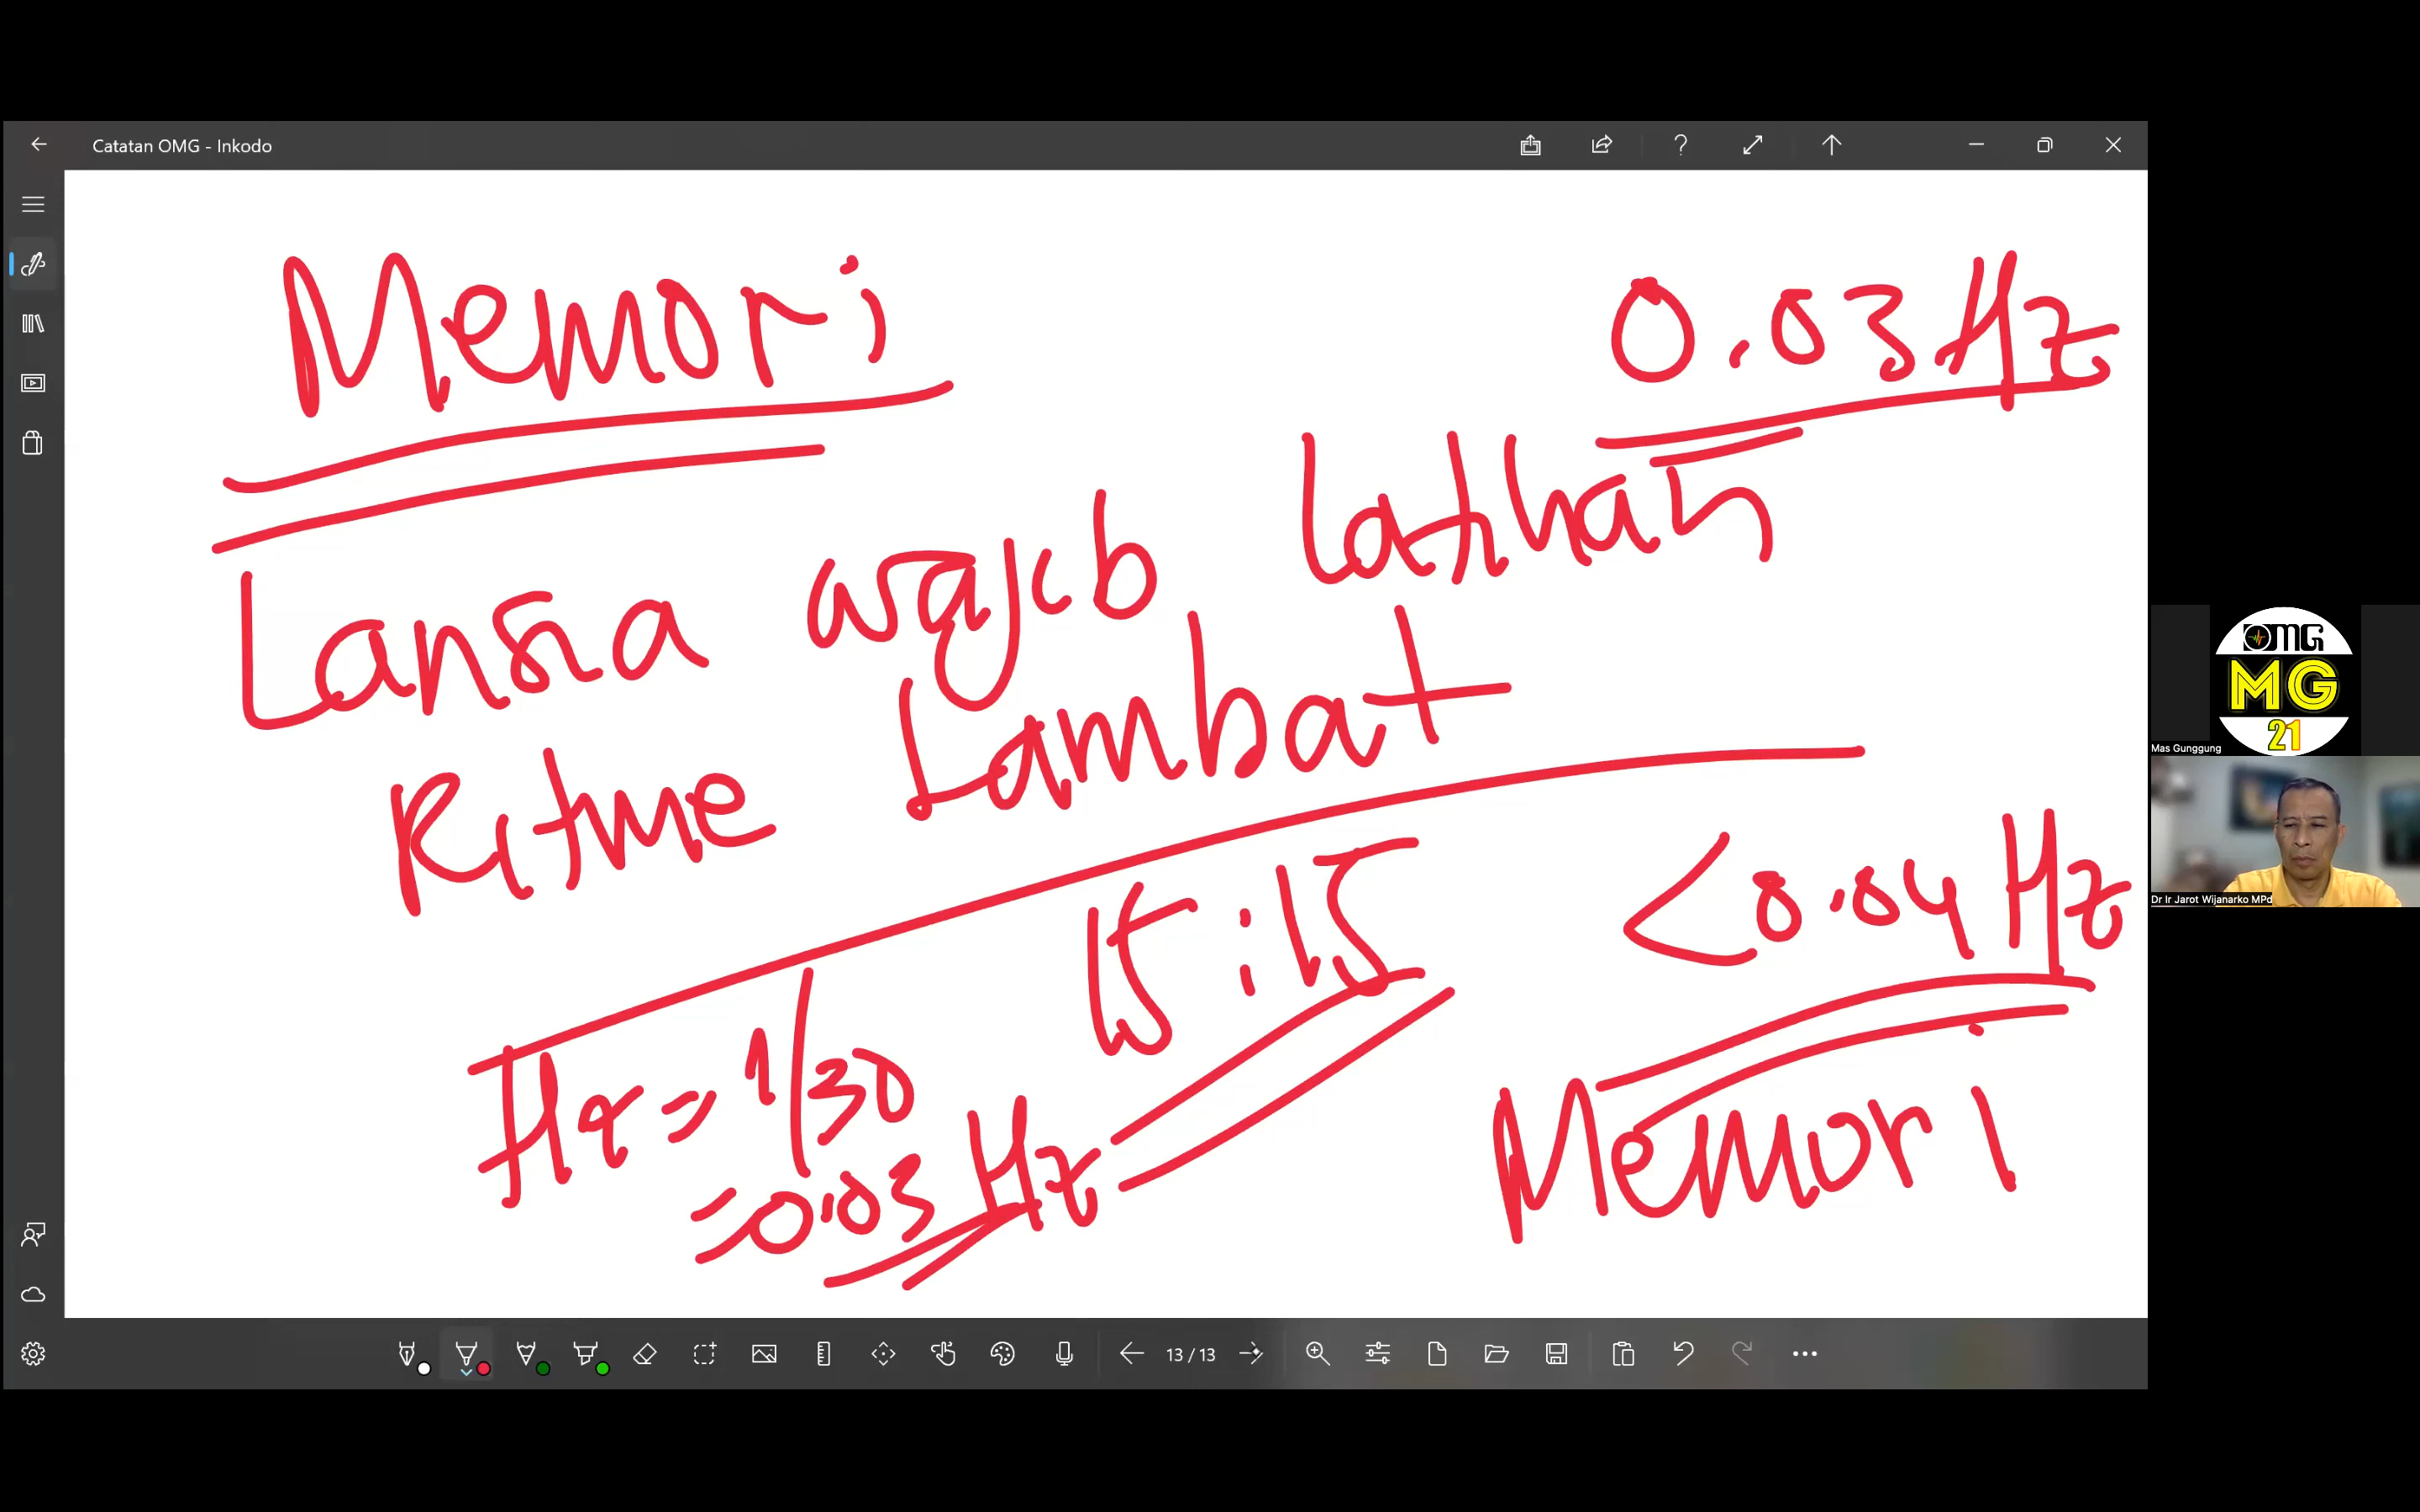 Catatan OMG - Inkodo
Memori
0.03 Hz
Lansia wajib latihan
Ritme Lambat
15 : 15
< 0.04 Hz
Hz = 1/30
= 0.03 Hz
Memori
OMG
MG
21
Mas Gunggung
Dr Ir Jarot Wijanarko MPd
13 / 13